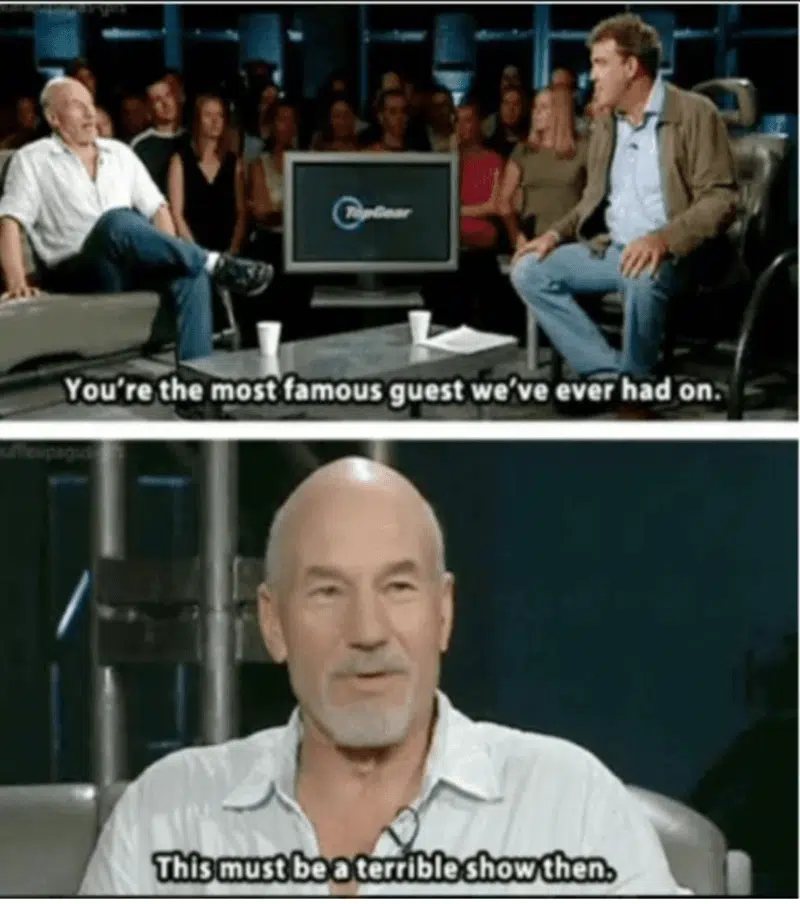 TopGear
You're the most famous guest we've ever had on.
This must be a terrible show then.